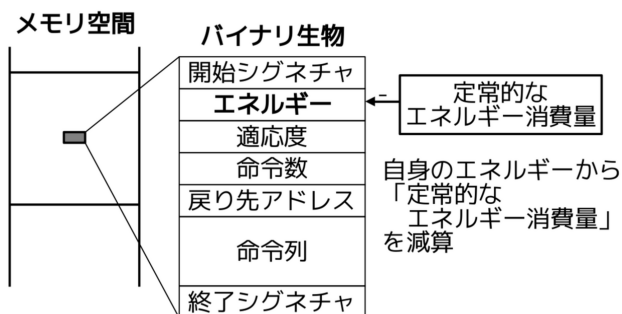 メモリ空間
バイナリ生物
開始シグネチャ
エネルギー
適応度
命令数
戻り先アドレス
命令列
終了シグネチャ
-
定常的な
エネルギー消費量
自身のエネルギーから
「定常的な
エネルギー消費量」
を減算